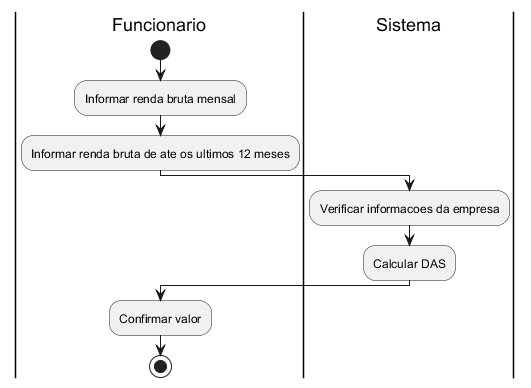 Funcionario
Sistema
Informar renda bruta mensal
Informar renda bruta de ate os ultimos 12 meses
Verificar informacoes da empresa
Calcular DAS
Confirmar valor